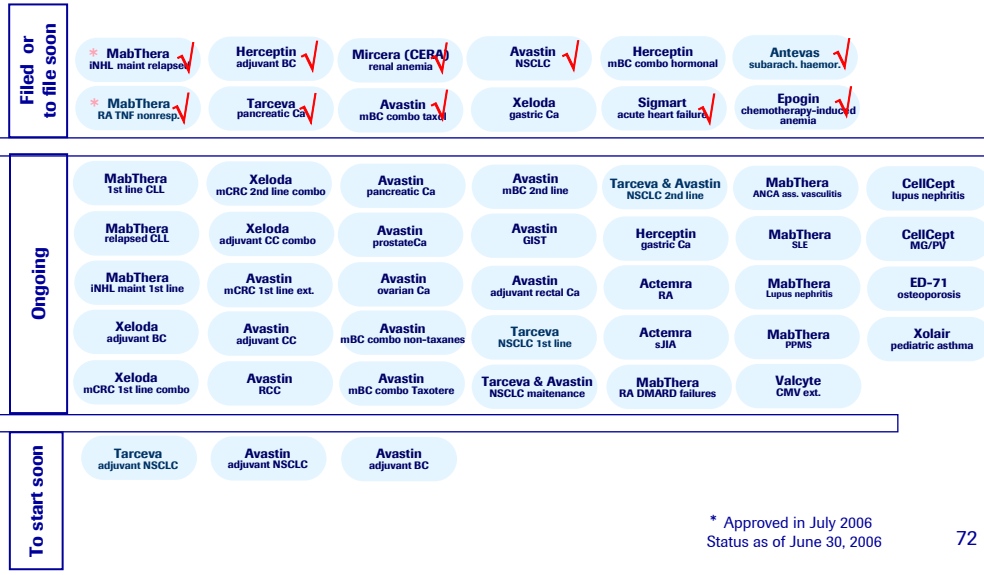 Filed or
to file soon
* MabThera
iNHL maint relapsed
Herceptin
adjuvant BC
Mircera (CERA)
renal anemia
Avastin
NSCLC
Herceptin
mBC combo hormonal
Antevas
subarach. haemor.
* MabThera
RA TNF nonresp.
Tarceva
pancreatic Ca
Avastin
mBC combo taxol
Xeloda
gastric Ca
Sigmart
acute heart failure
Epogin
chemotherapy-induced
anemia
Ongoing
MabThera
1st line CLL
Xeloda
mCRC 2nd line combo
Avastin
pancreatic Ca
Avastin
mBC 2nd line
Tarceva & Avastin
NSCLC 2nd line
MabThera
ANCA ass. vasculitis
CellCept
lupus nephritis
MabThera
relapsed CLL
Xeloda
adjuvant CC combo
Avastin
prostateCa
Avastin
GIST
Herceptin
gastric Ca
MabThera
SLE
CellCept
MG/PV
MabThera
iNHL maint 1st line
Avastin
mCRC 1st line ext.
Avastin
ovarian Ca
Avastin
adjuvant rectal Ca
Actemra
RA
MabThera
Lupus nephritis
ED-71
osteoporosis
Xeloda
adjuvant BC
Avastin
adjuvant CC
Avastin
mBC combo non-taxanes
Tarceva
NSCLC 1st line
Actemra
sJIA
MabThera
PPMS
Xolair
pediatric asthma
Xeloda
mCRC 1st line combo
Avastin
RCC
Avastin
mBC combo Taxotere
Tarceva & Avastin
NSCLC maitenance
MabThera
RA DMARD failures
Valcyte
CMV ext.
To start soon
Tarceva
adjuvant NSCLC
Avastin
adjuvant NSCLC
Avastin
adjuvant BC
* Approved in July 2006
Status as of June 30, 2006
72